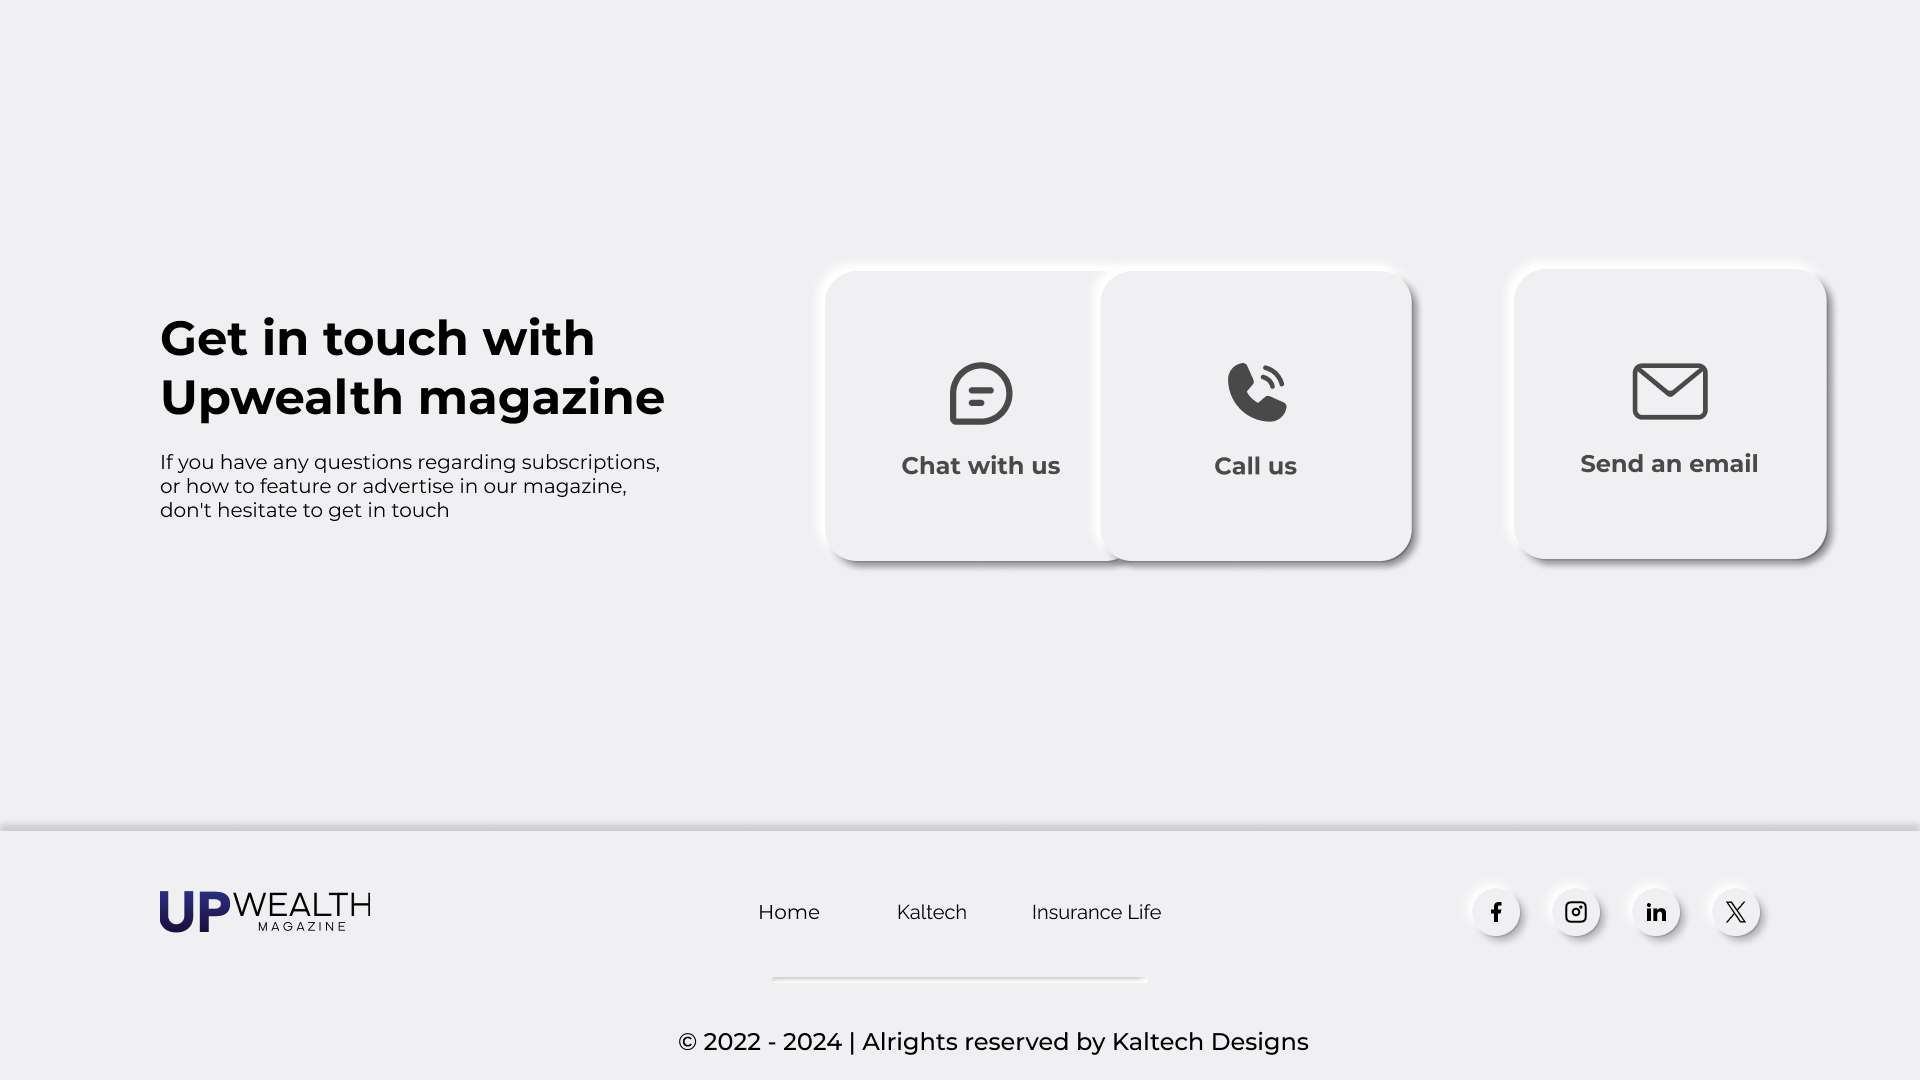 Get in touch with
Upwealth magazine
If you have any questions regarding subscriptions,
or how to feature or advertise in our magazine,
don't hesitate to get in touch
Chat with us
Call us
Send an email
UPWEALTH
MAGAZINE
Home
Kaltech
Insurance Life
© 2022 - 2024 | Alrights reserved by Kaltech Designs